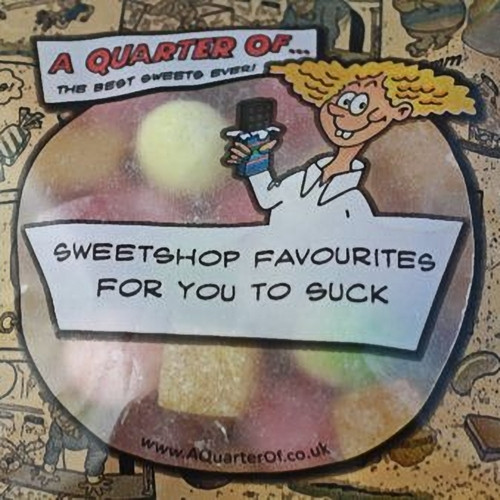 A QUARTER OF...
THE BEST SWEETS EVER!
SWEETSHOP FAVOURITES
FOR YOU TO SUCK
www.AQuarterOf.co.uk